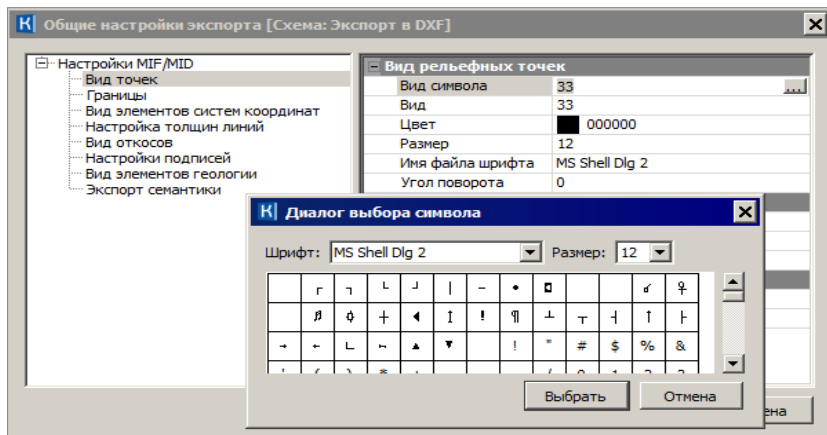 Общие настройки экспорта [Схема: Экспорт в DXF]
Настройки MIF/MID
Вид точек
Границы
Вид элементов систем координат
Настройка толщин линий
Вид откосов
Настройки подписей
Вид элементов геологии
Экспорт семантики
Вид рельефных точек
Вид символа 33 ...
Вид 33
Цвет 000000
Размер 12
Имя файла шрифта MS Shell Dlg 2
Угол поворота 0
Диалог выбора символа
Шрифт: MS Shell Dlg 2 Размер: 12
! " # $ % &
Выбрать Отмена
ена